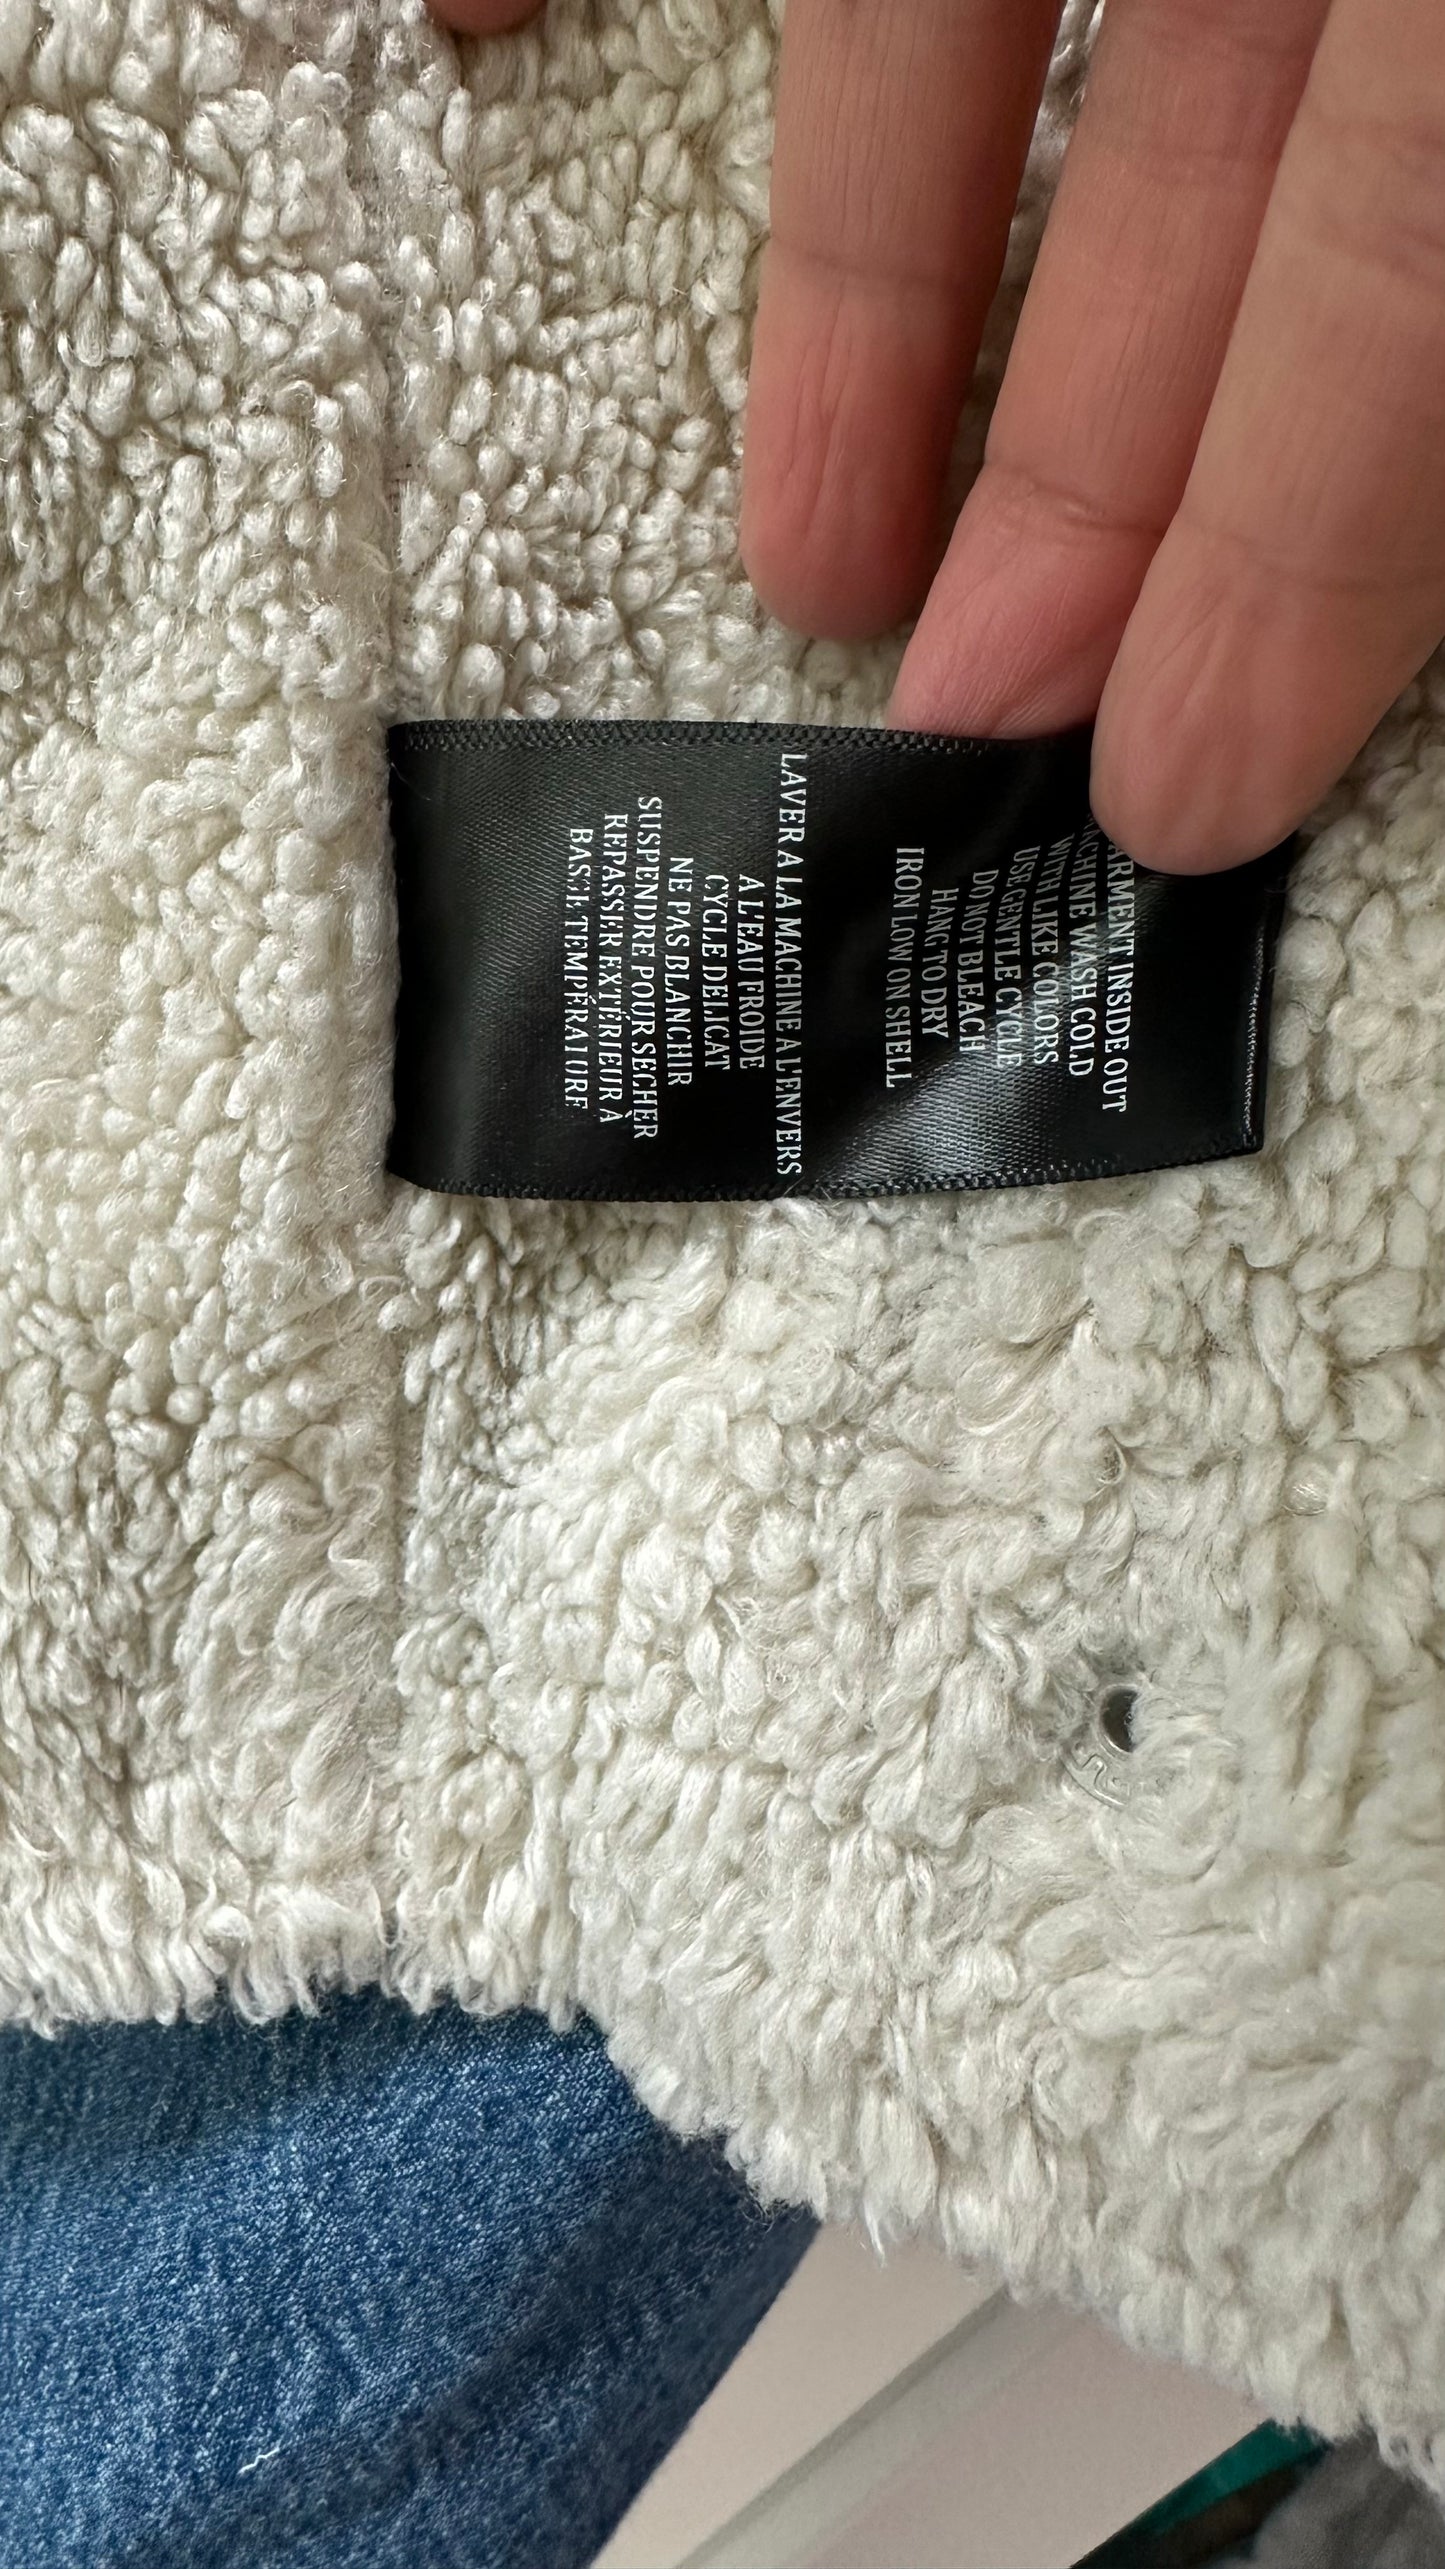 INSIDE OUT
MACHINE WASH COLD
WITH LIKE COLORS
USE GENTLE CYCLE
DO NOT BLEACH
HANG TO DRY
IRON LOW ON SHELL
LAVER A LA MACHINE A L'ENVERS
A L'EAU FROIDE
CYCLE DELICAT
NE PAS BLANCHIR
SUSPENDRE POUR SECHER
REPASSER EXTÉRIEUR À
BASSE TEMPÉRATURE